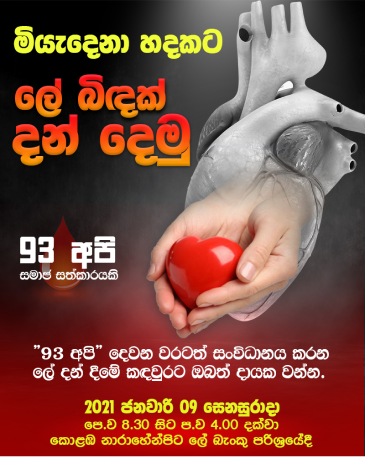 මියැදෙනා හදකට
ලේ බිඳක්
දන් දෙමු
93 අපි
සමාජ සත්කාරයකි
"93 අපි" දෙවන වරටත් සංවිධානය කරන
ලේ දන් දීමේ කඳවුරට ඔබත් දායක වන්න.
2021 ජනවාරි 09 සෙනසුරාදා
පෙ.ව 8.30 සිට ප.ව 4.00 දක්වා
කොළඹ නාරාහේන්පිට ලේ බැංකු පරිශ්‍රයේදී